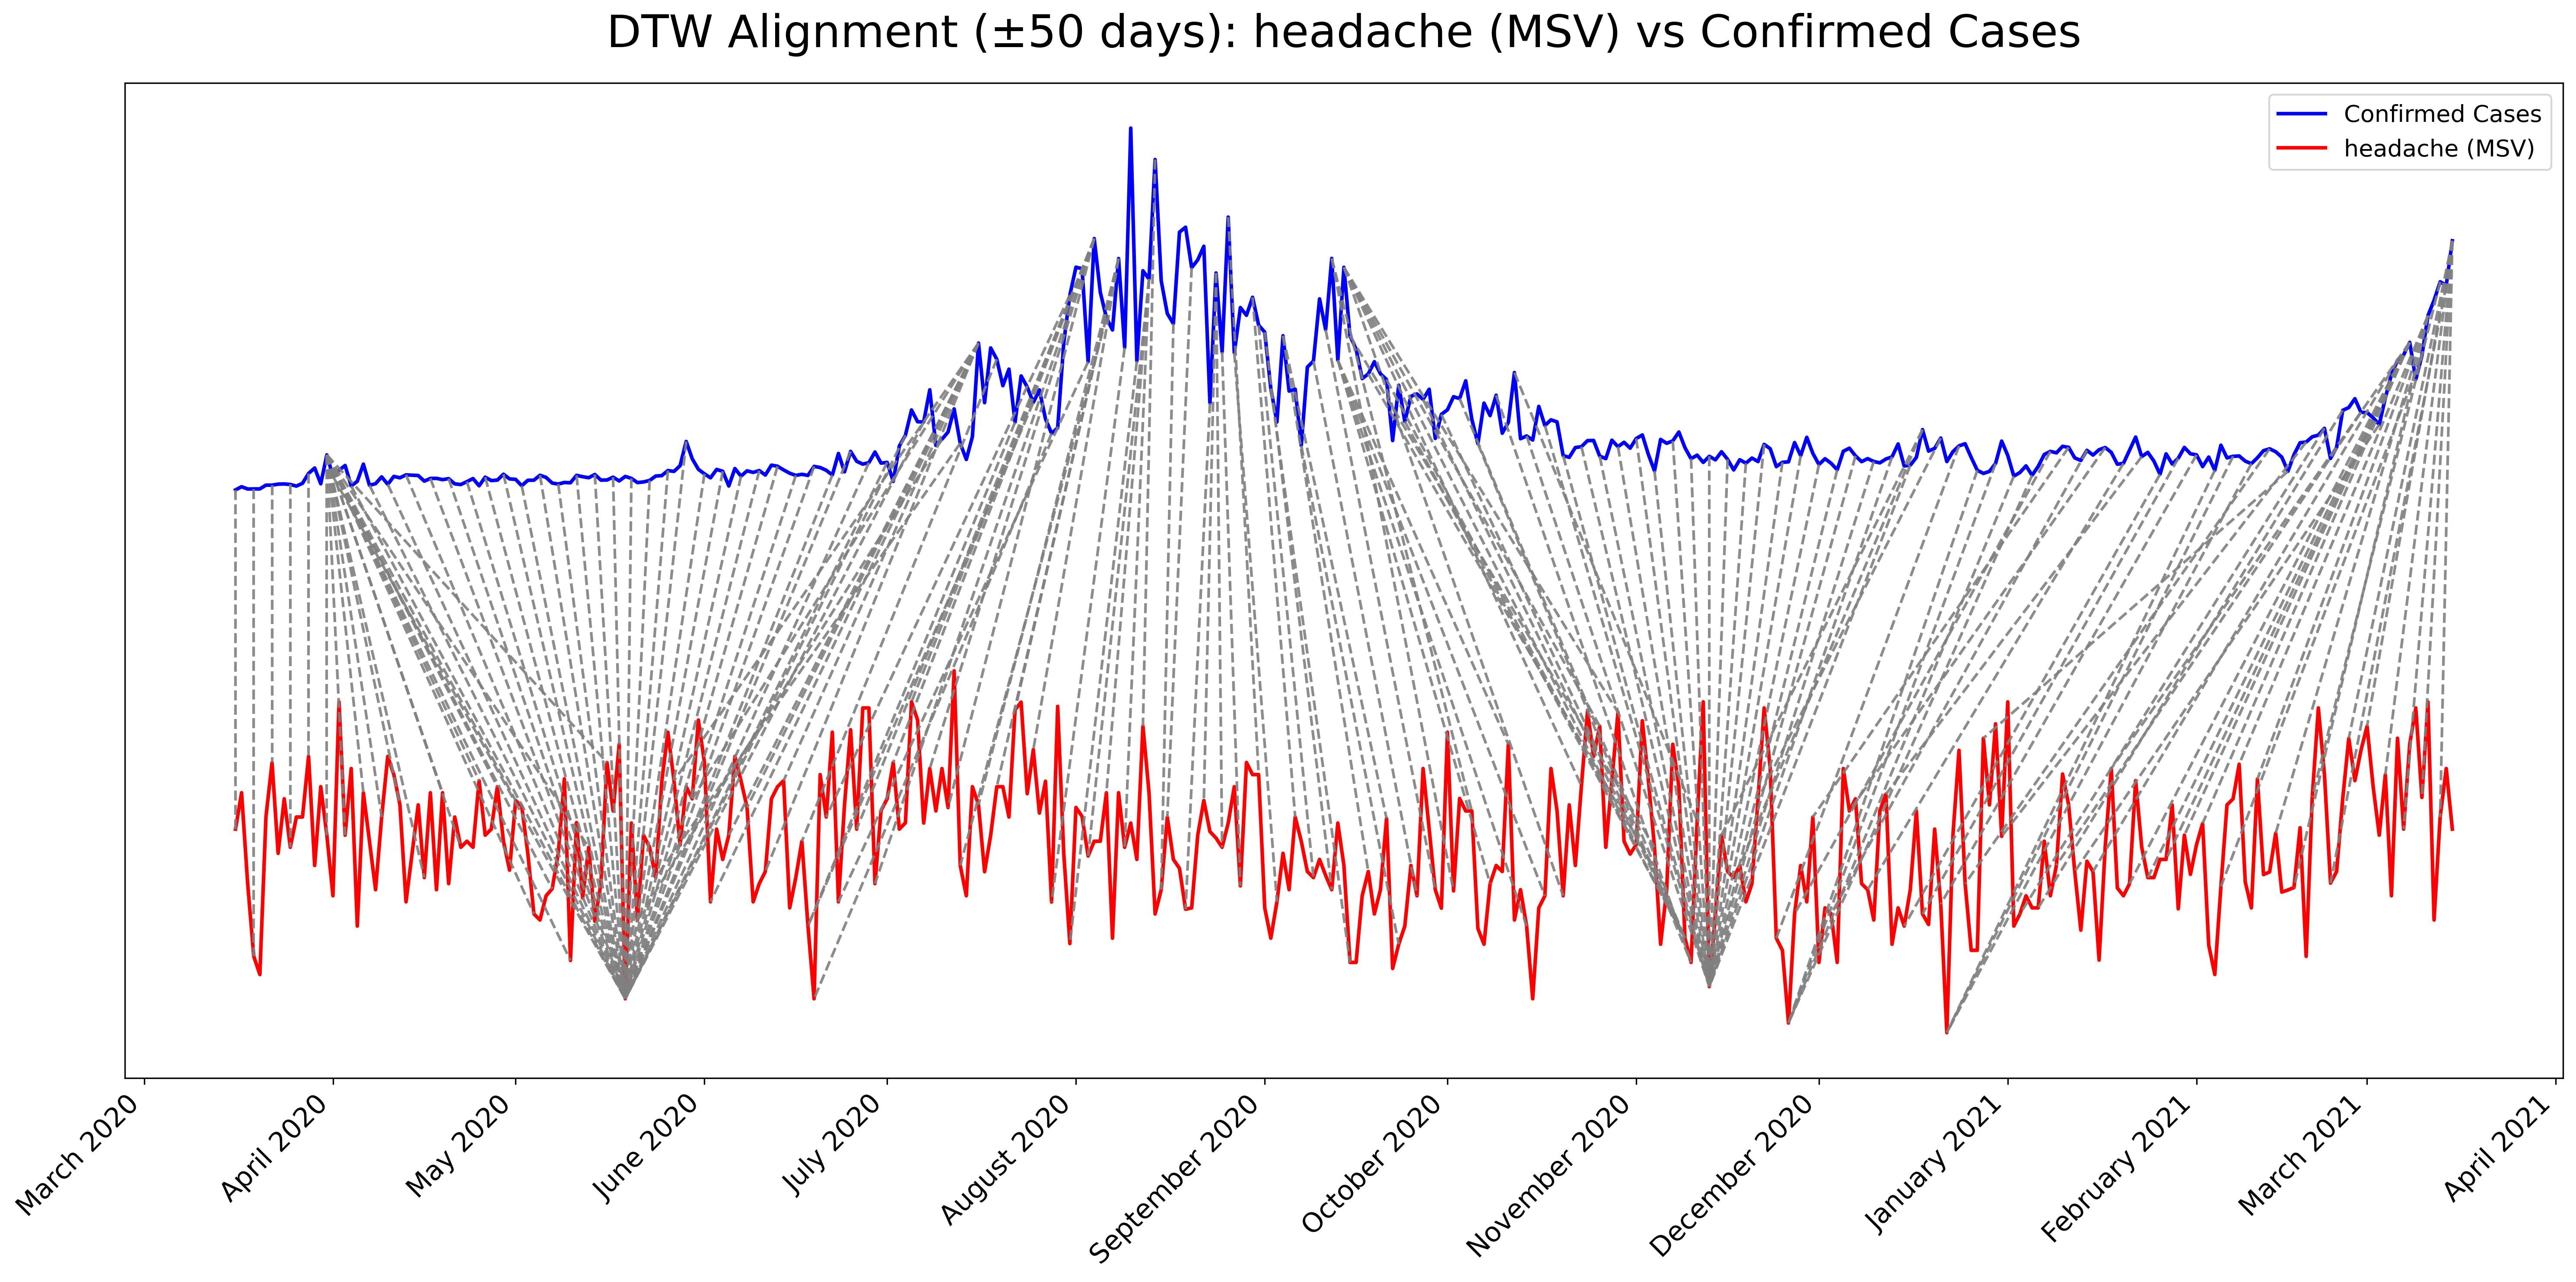 DTW Alignment (±50 days): headache (MSV) vs Confirmed Cases
Confirmed Cases
headache (MSV)
March 2020
April 2020
May 2020
June 2020
July 2020
August 2020
September 2020
October 2020
November 2020
December 2020
January 2021
February 2021
March 2021
April 2021